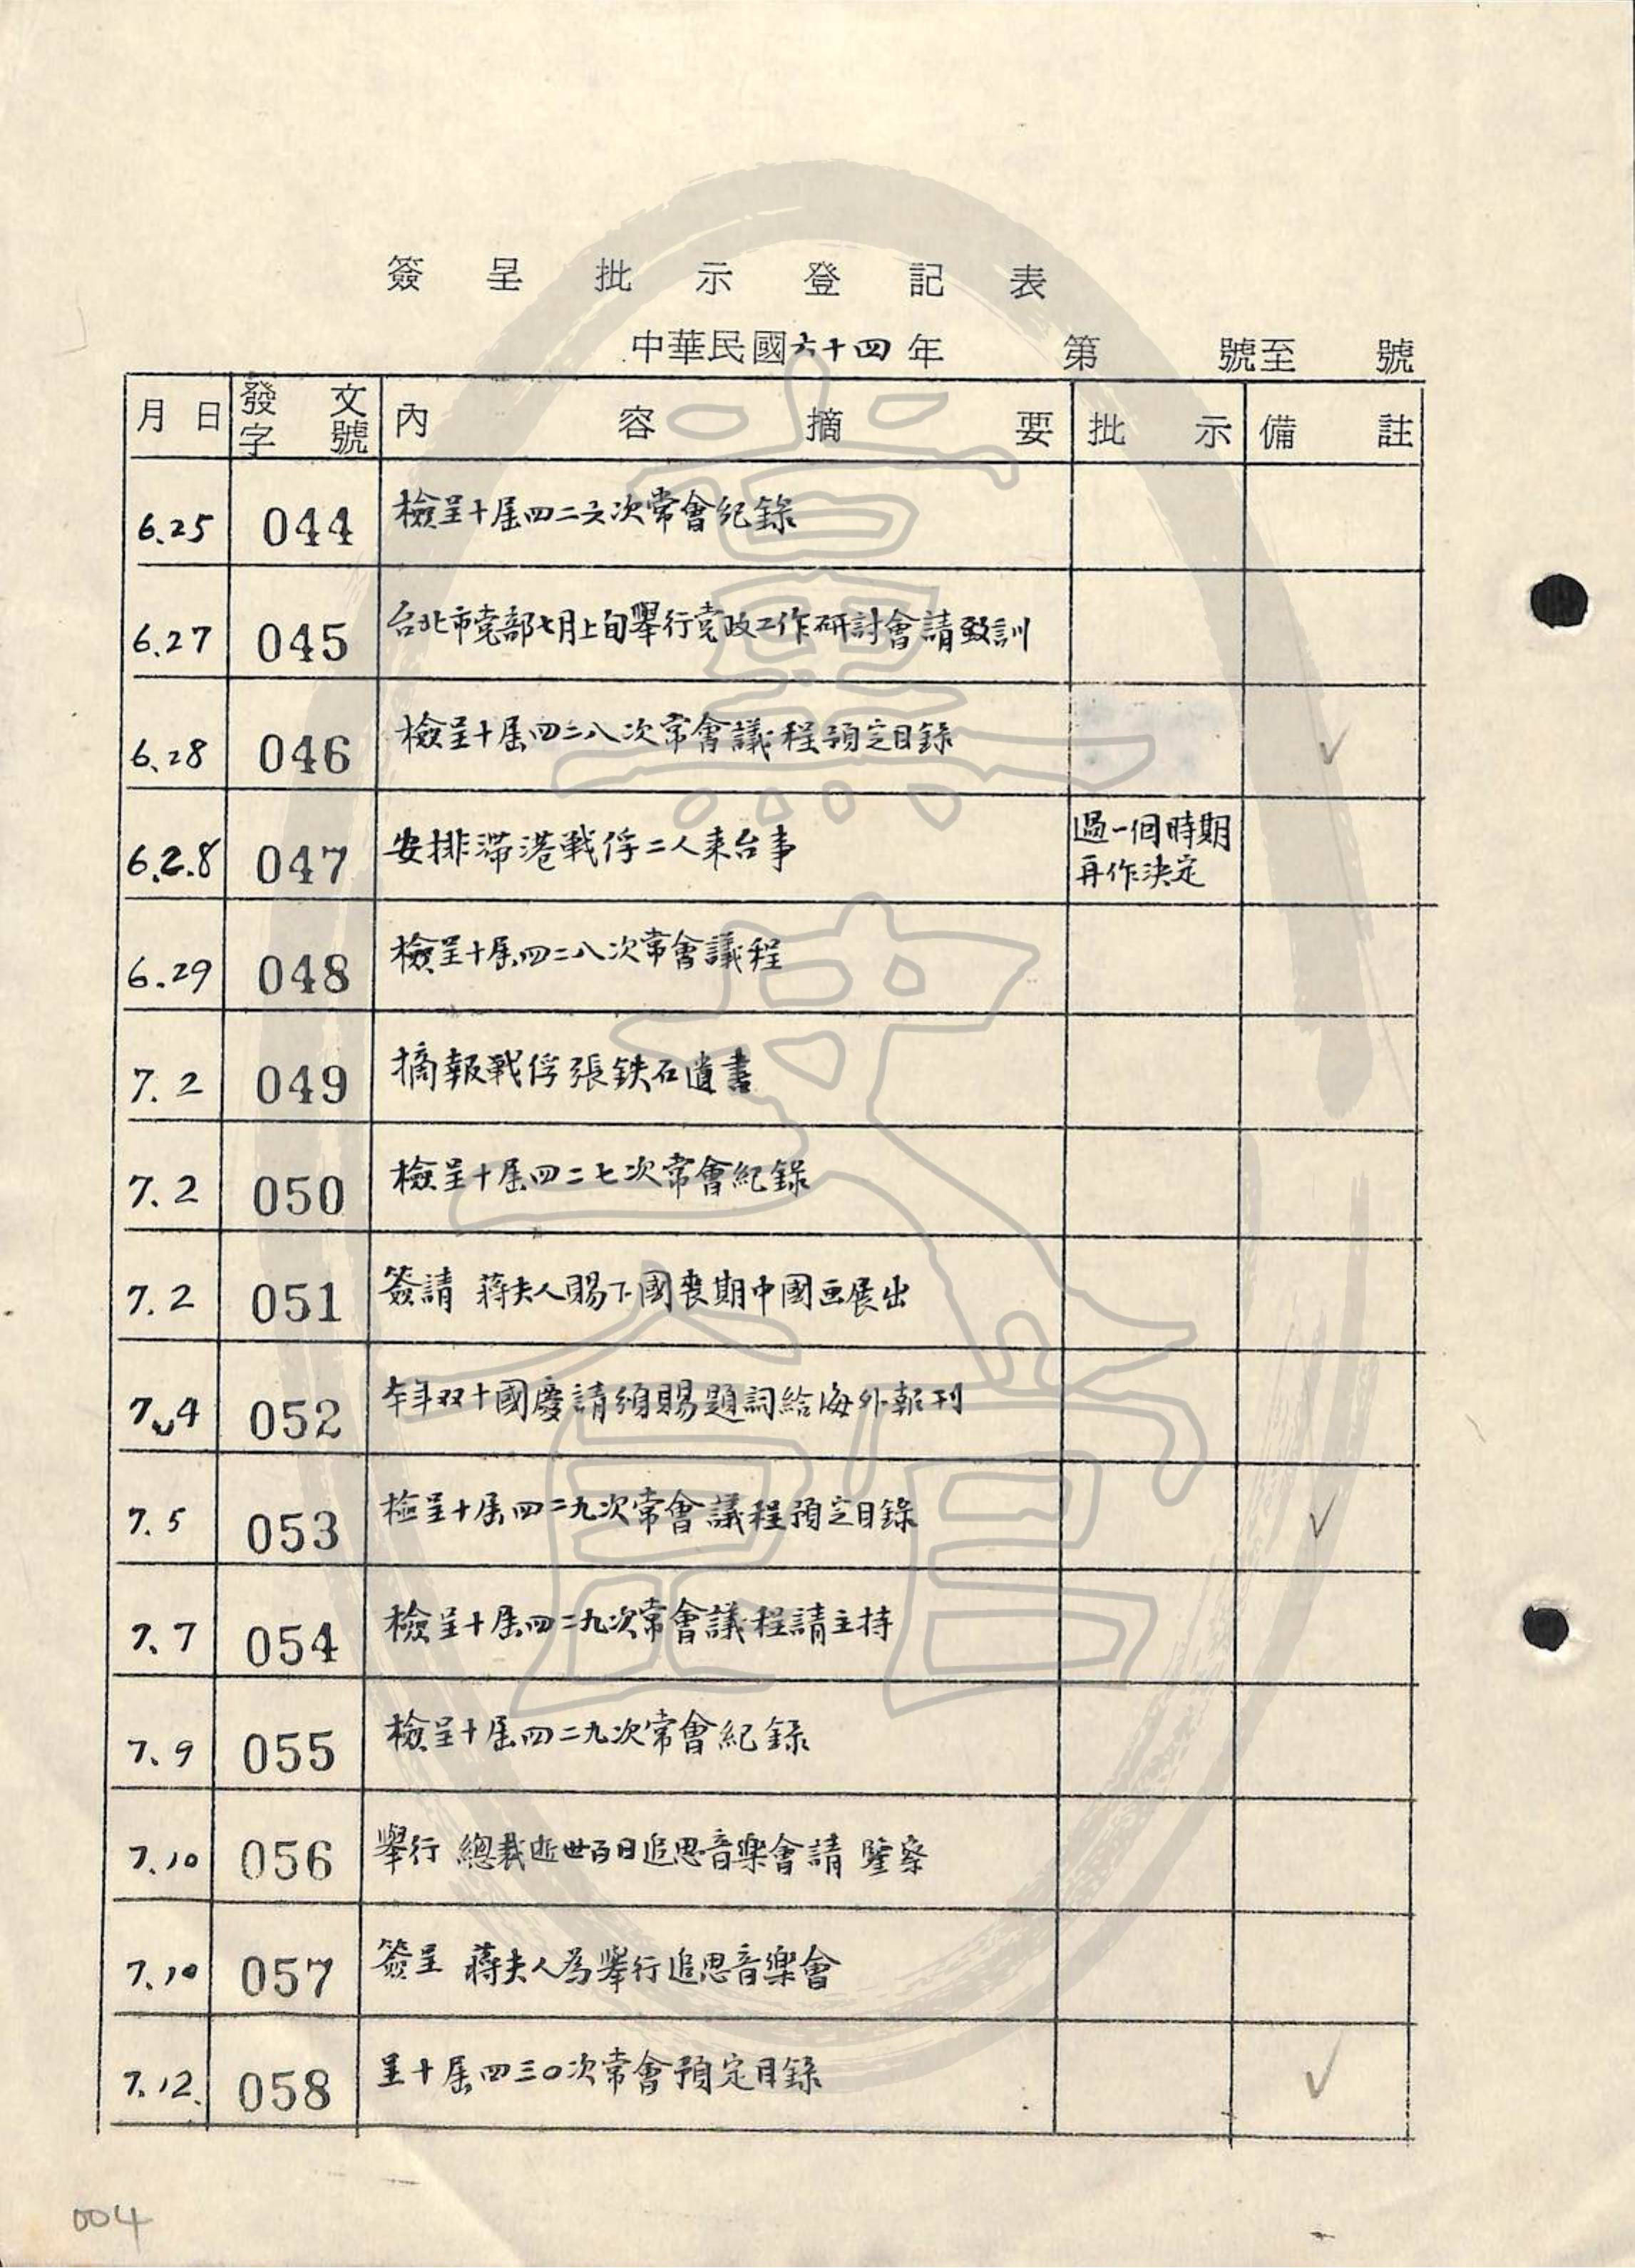 簽呈批示登記表
中華民國六十四年 第 號至 號
月日 發文字號 內容摘要 批示 備註
6.25 044 檢呈十届四二六次常會紀錄
6.27 045 台北市党部七月上旬舉行党政工作研討會請致訓
6.28 046 檢呈十届四二八次常會議程預定目錄 ✓
6.2.8 047 安排滞港戰俘二人来台事 過一個時期
再作決定
6.29 048 檢呈十届四二八次常會議程
7.2 049 摘報戰俘張鉄石遺書
7.2 050 檢呈十届四二七次常會紀錄
7.2 051 簽請 蔣夫人賜下國喪期中國画展出
7.4 052 本年双十國慶請頒賜題詞給海外報刊
7.5 053 檢呈十届四二九次常會議程預定目錄 ✓
7.7 054 檢呈十届四二九次常會議程請主持
7.9 055 檢呈十届四二九次常會紀錄
7.10 056 舉行 總裁逝世百日追思音樂會請 鑒察
7.10 057 簽呈 蔣夫人為舉行追思音樂會
7.12. 058 呈十届四三〇次常會預定目錄 ✓
004